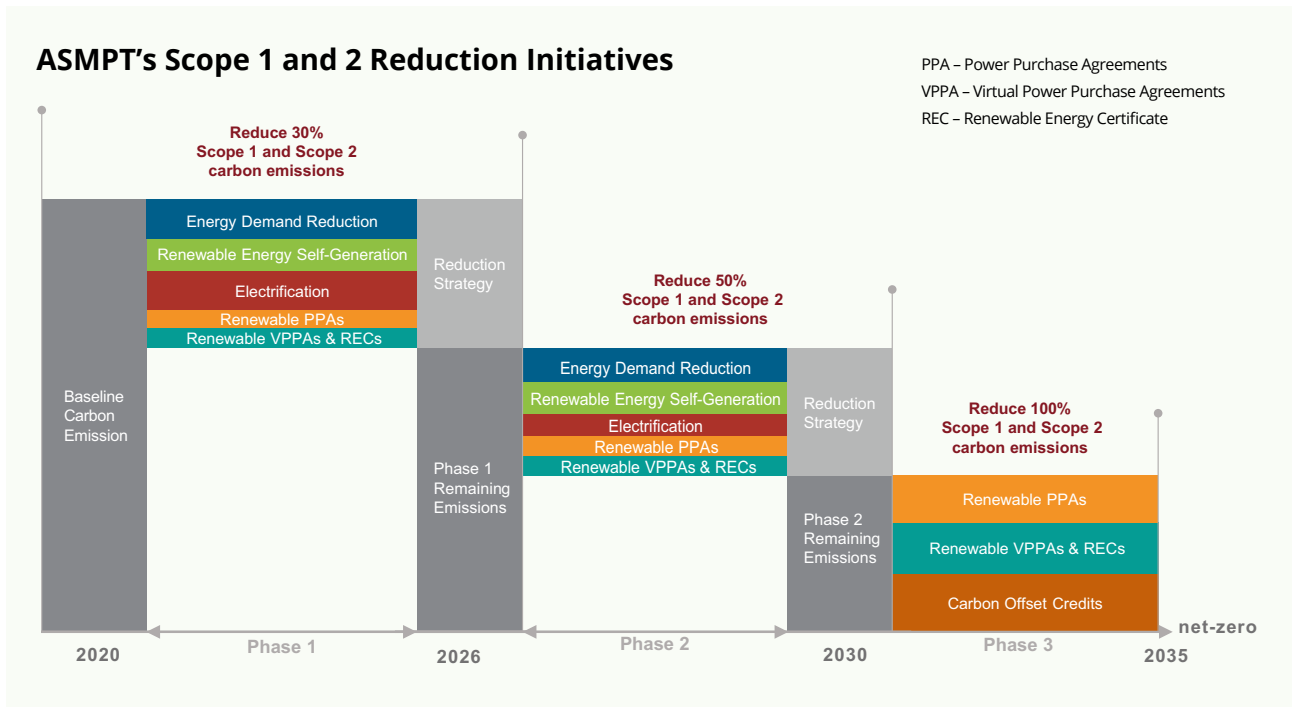 ASMPT's Scope 1 and 2 Reduction Initiatives
PPA – Power Purchase Agreements
VPPA – Virtual Power Purchase Agreements
REC – Renewable Energy Certificate
Reduce 30%
Scope 1 and Scope 2
carbon emissions
Energy Demand Reduction
Renewable Energy Self-Generation
Electrification
Renewable PPAs
Renewable VPPAs & RECs
Reduction
Strategy
Baseline
Carbon
Emission
Phase 1
Remaining
Emissions
Reduce 50%
Scope 1 and Scope 2
carbon emissions
Energy Demand Reduction
Renewable Energy Self-Generation
Electrification
Renewable PPAs
Renewable VPPAs & RECs
Reduction
Strategy
Phase 2
Remaining
Emissions
Reduce 100%
Scope 1 and Scope 2
carbon emissions
Renewable PPAs
Renewable VPPAs & RECs
Carbon Offset Credits
net-zero
2020
Phase 1
2026
Phase 2
2030
Phase 3
2035